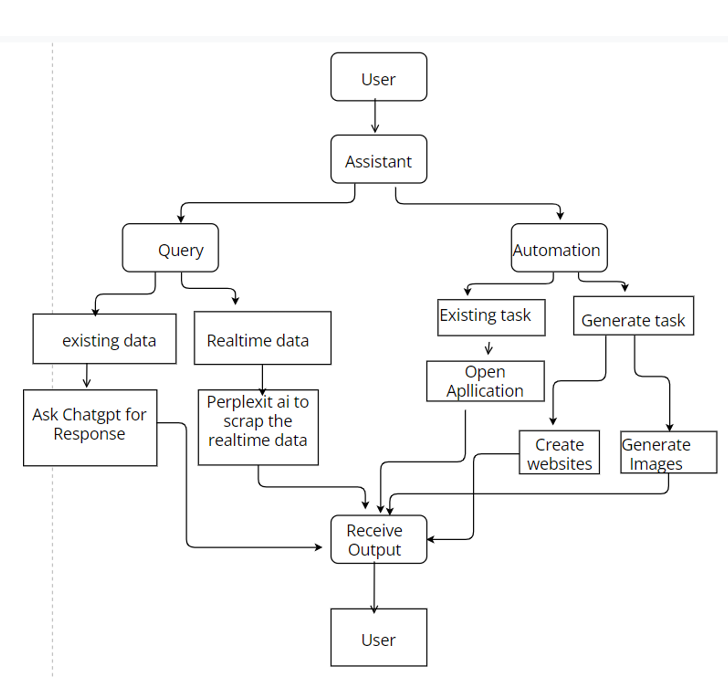 User
Assistant
Query
Automation
existing data
Realtime data
Existing task
Generate task
Ask Chatgpt for
Response
Perplexit ai to
scrap the
realtime data
Open
Apllication
Create
websites
Generate
Images
Receive
Output
User